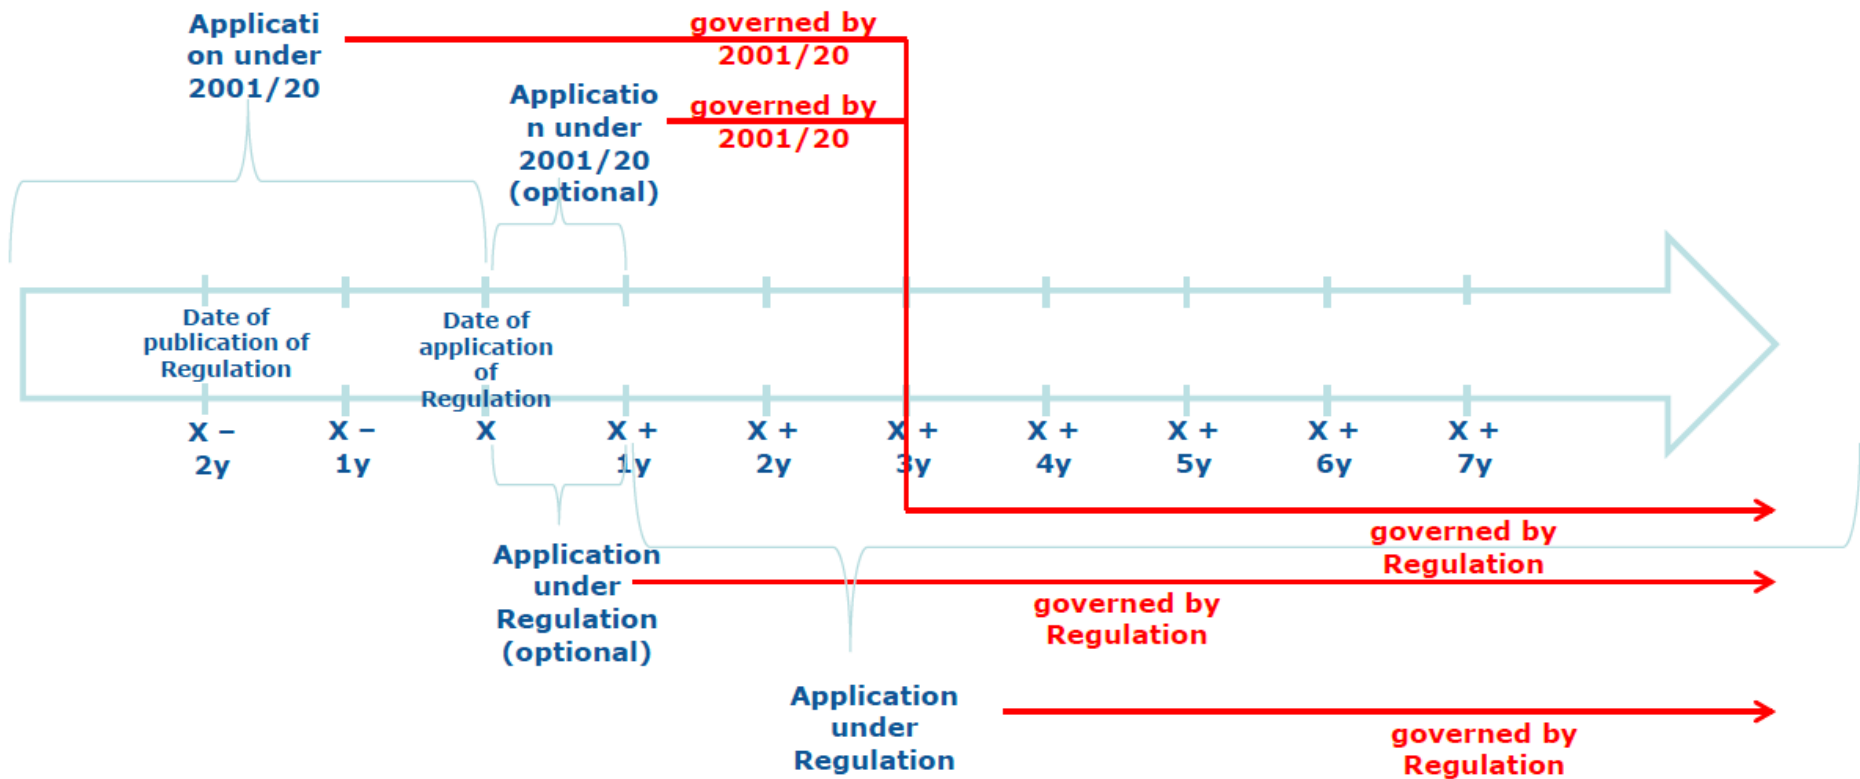 Applicati
on under
2001/20
governed by
2001/20
Applicatio
n under
2001/20
(optional)
governed by
2001/20
Date of
publication of
Regulation
Date of
application
of
Regulation
X –
2y
X –
1y
X
X +
1y
X +
2y
X +
3y
X +
4y
X +
5y
X +
6y
X +
7y
governed by
Regulation
Application
under
Regulation
(optional)
governed by
Regulation
Application
under
Regulation
governed by
Regulation